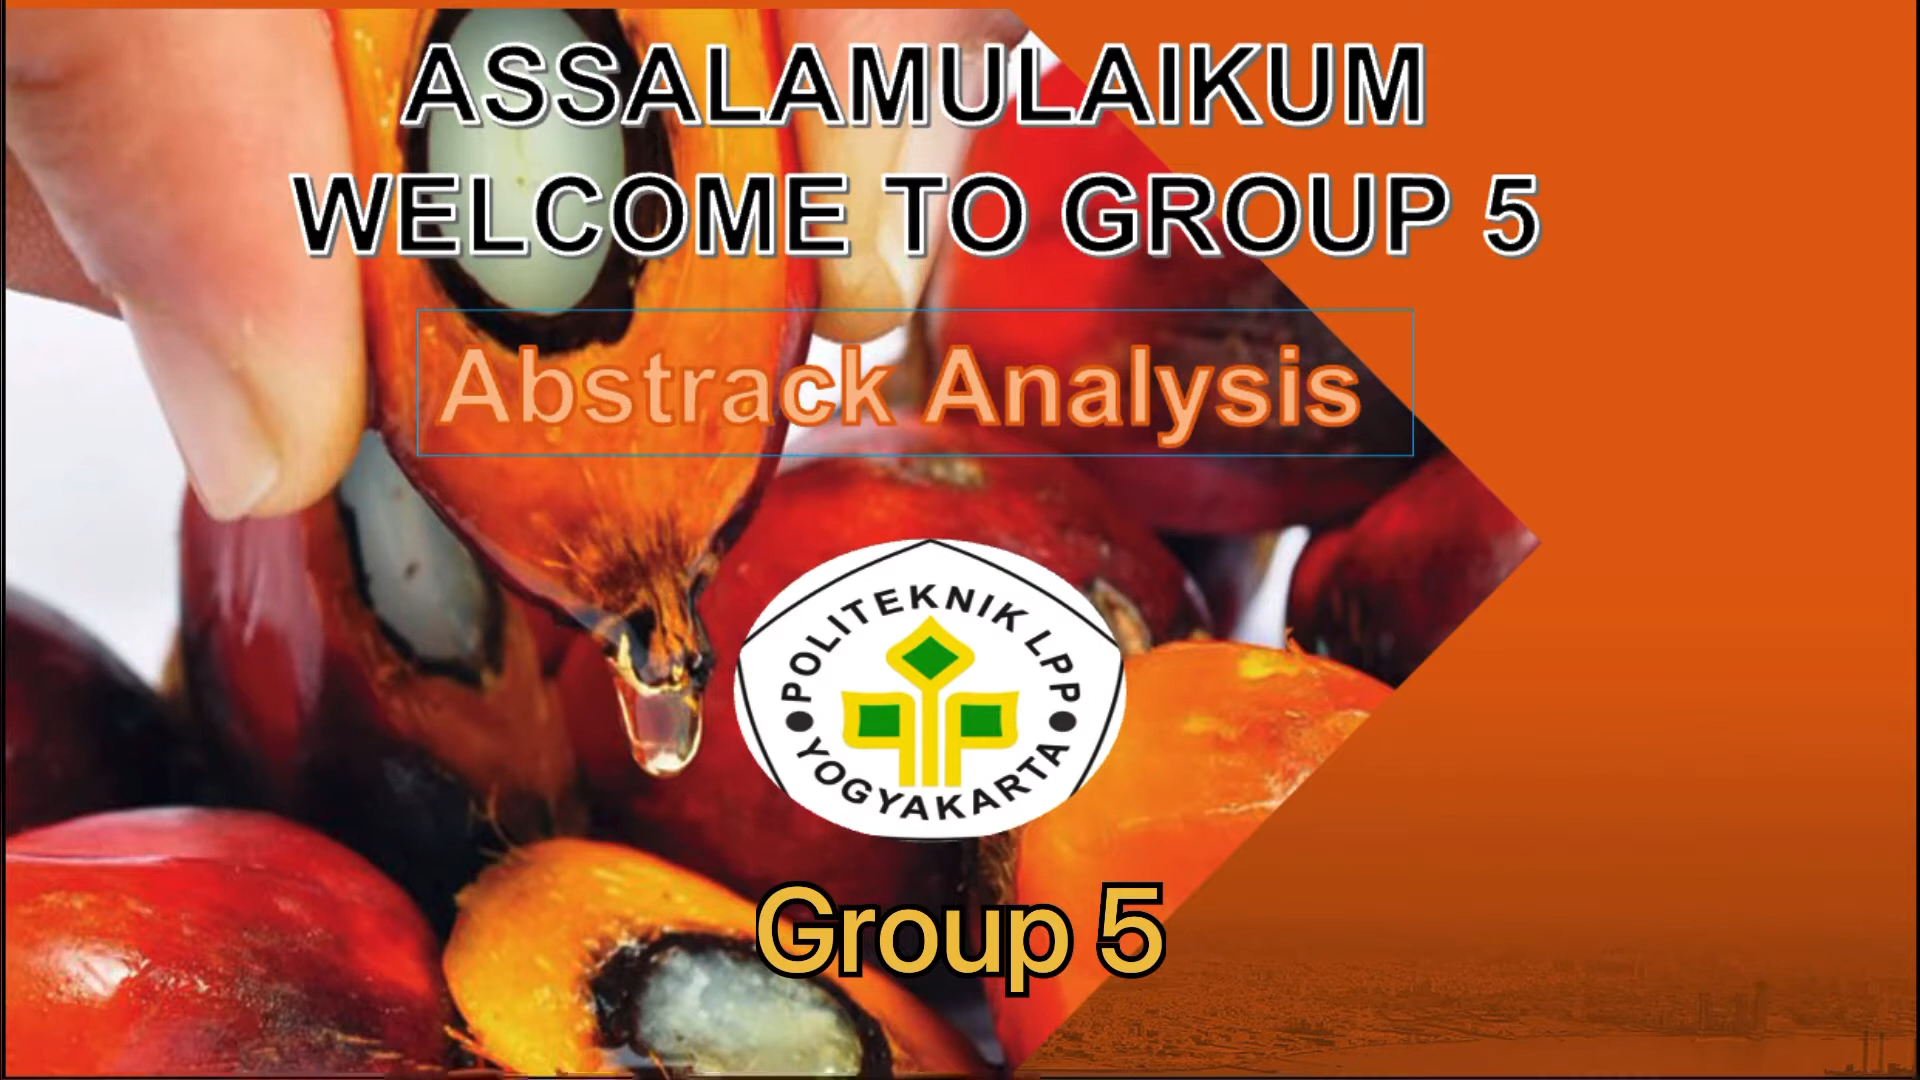 ASSALAMULAIKUM
WELCOME TO GROUP 5
Abstrack Analysis
POLITEKNIK LPP
YOGYAKARTA
Group 5